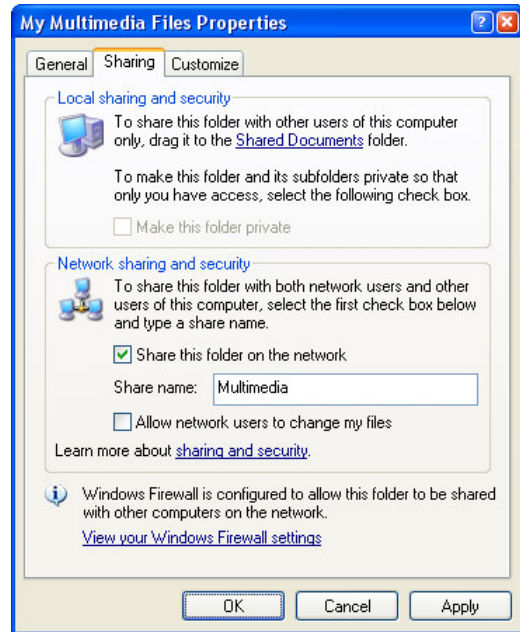 My Multimedia Files Properties
General Sharing Customize
Local sharing and security
To share this folder with other users of this computer
only, drag it to the Shared Documents folder.
To make this folder and its subfolders private so that
only you have access, select the following check box.
Make this folder private
Network sharing and security
To share this folder with both network users and other
users of this computer, select the first check box below
and type a share name.
Share this folder on the network
Share name: Multimedia
Allow network users to change my files
Learn more about sharing and security.
Windows Firewall is configured to allow this folder to be shared
with other computers on the network.
View your Windows Firewall settings
OK Cancel Apply